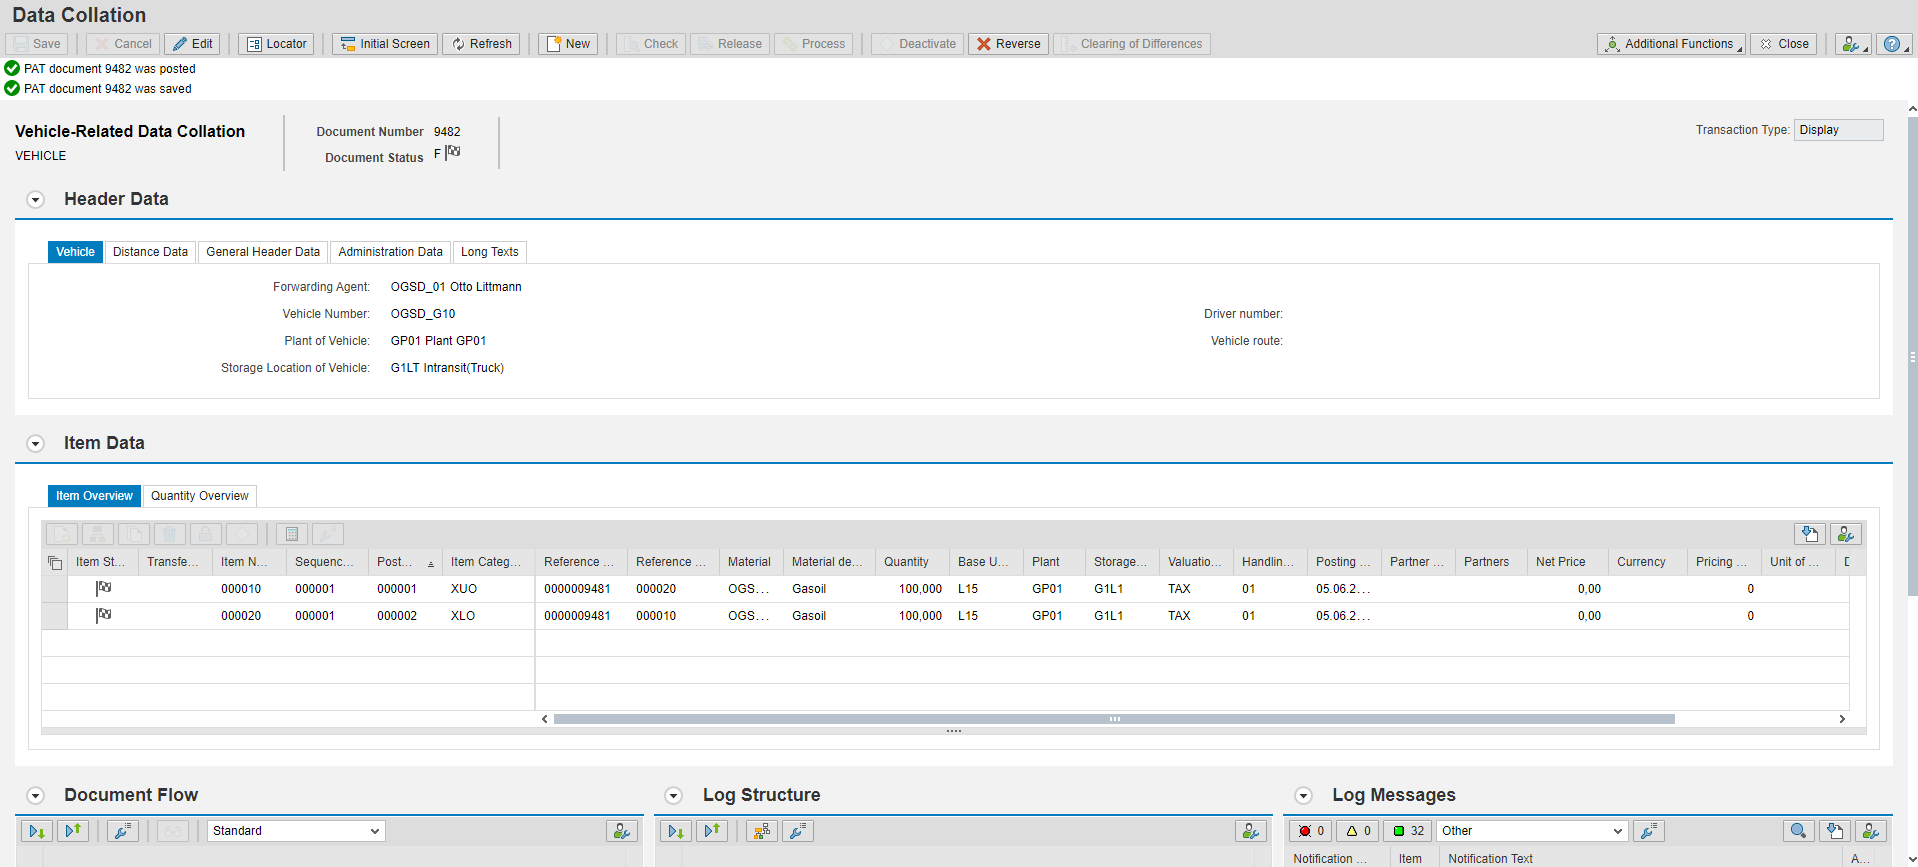 Data Collation
Save Cancel Edit Locator Initial Screen Refresh New Check Release Process Deactivate Reverse Clearing of Differences Additional Functions Close
PAT document 9482 was posted
PAT document 9482 was saved
Vehicle-Related Data Collation
VEHICLE
Document Number 9482
Document Status F
Transaction Type: Display
Header Data
Vehicle Distance Data General Header Data Administration Data Long Texts
Forwarding Agent: OGSD_01 Otto Littmann
Vehicle Number: OGSD_G10 Driver number:
Plant of Vehicle: GP01 Plant GP01 Vehicle route:
Storage Location of Vehicle: G1LT Intransit(Truck)
Item Data
Item Overview Quantity Overview
Item St... Transfe... Item N... Sequenc... Post... Item Categ... Reference ... Reference ... Material Material de... Quantity Base U... Plant Storage... Valuatio... Handlin... Posting ... Partner ... Partners Net Price Currency Pricing ... Unit of ...
000010 000001 000001 XUO 0000009481 000020 OGS... Gasoil 100,000 L15 GP01 G1L1 TAX 01 05.06.2... 0,00 0
000020 000001 000002 XLO 0000009481 000010 OGS... Gasoil 100,000 L15 GP01 G1L1 TAX 01 05.06.2... 0,00 0
Document Flow
Standard
Log Structure
Log Messages
0 0 32 Other
Notification ... Item Notification Text A...